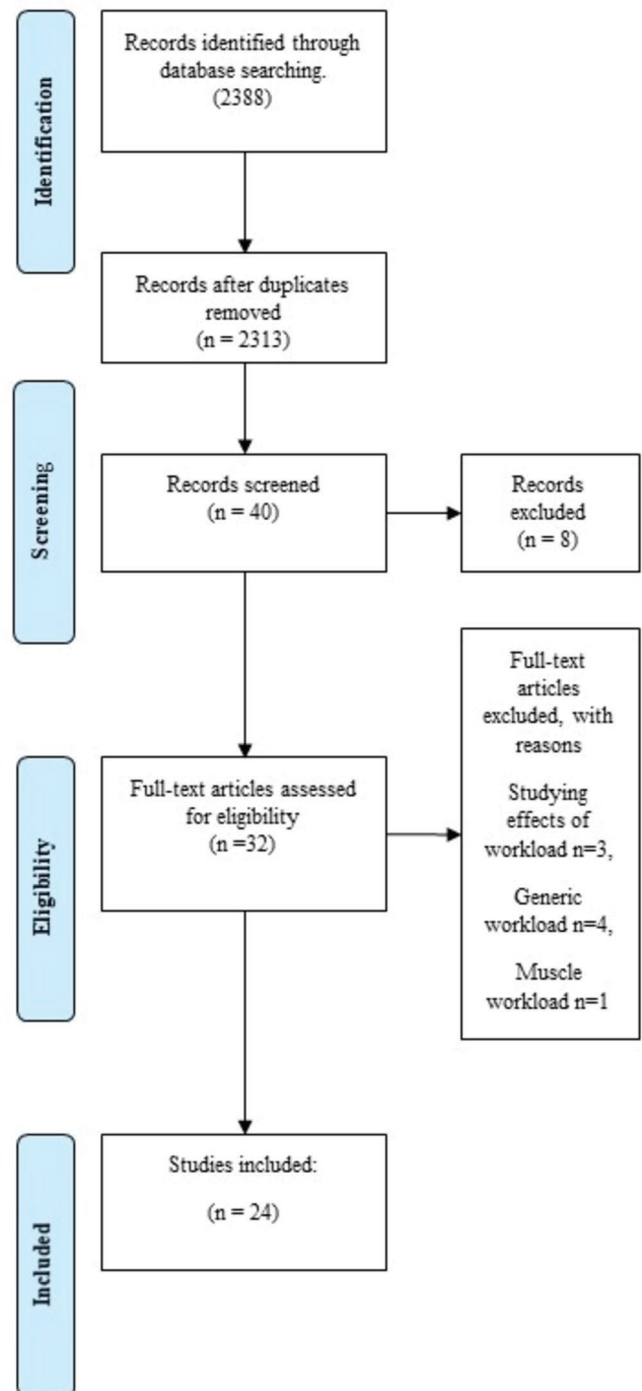 Identification
Records identified through
database searching.
(2388)
Records after duplicates
removed
(n = 2313)
Screening
Records screened
(n = 40)
Records
excluded
(n = 8)
Eligibility
Full-text articles assessed
for eligibility
(n =32)
Full-text
articles
excluded, with
reasons
Studying
effects of
workload n=3,
Generic
workload n=4,
Muscle
workload n=1
Included
Studies included:
(n = 24)